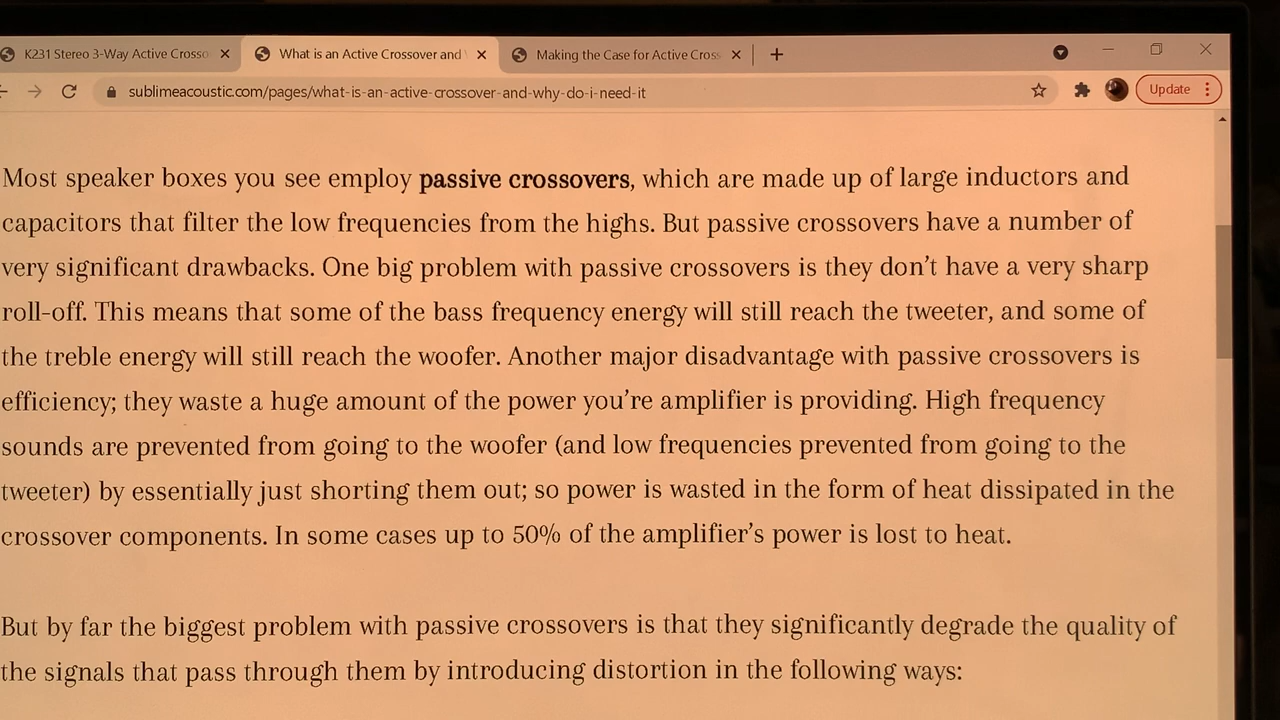 K231 Stereo 3-Way Active Crosso
What is an Active Crossover and
Making the Case for Active Cross
sublimeacoustic.com/pages/what-is-an-active-crossover-and-why-do-i-need-it
Update
Most speaker boxes you see employ passive crossovers, which are made up of large inductors and
capacitors that filter the low frequencies from the highs. But passive crossovers have a number of
very significant drawbacks. One big problem with passive crossovers is they don't have a very sharp
roll-off. This means that some of the bass frequency energy will still reach the tweeter, and some of
the treble energy will still reach the woofer. Another major disadvantage with passive crossovers is
efficiency; they waste a huge amount of the power you're amplifier is providing. High frequency
sounds are prevented from going to the woofer (and low frequencies prevented from going to the
tweeter) by essentially just shorting them out; so power is wasted in the form of heat dissipated in the
crossover components. In some cases up to 50% of the amplifier's power is lost to heat.
But by far the biggest problem with passive crossovers is that they significantly degrade the quality of
the signals that pass through them by introducing distortion in the following ways: